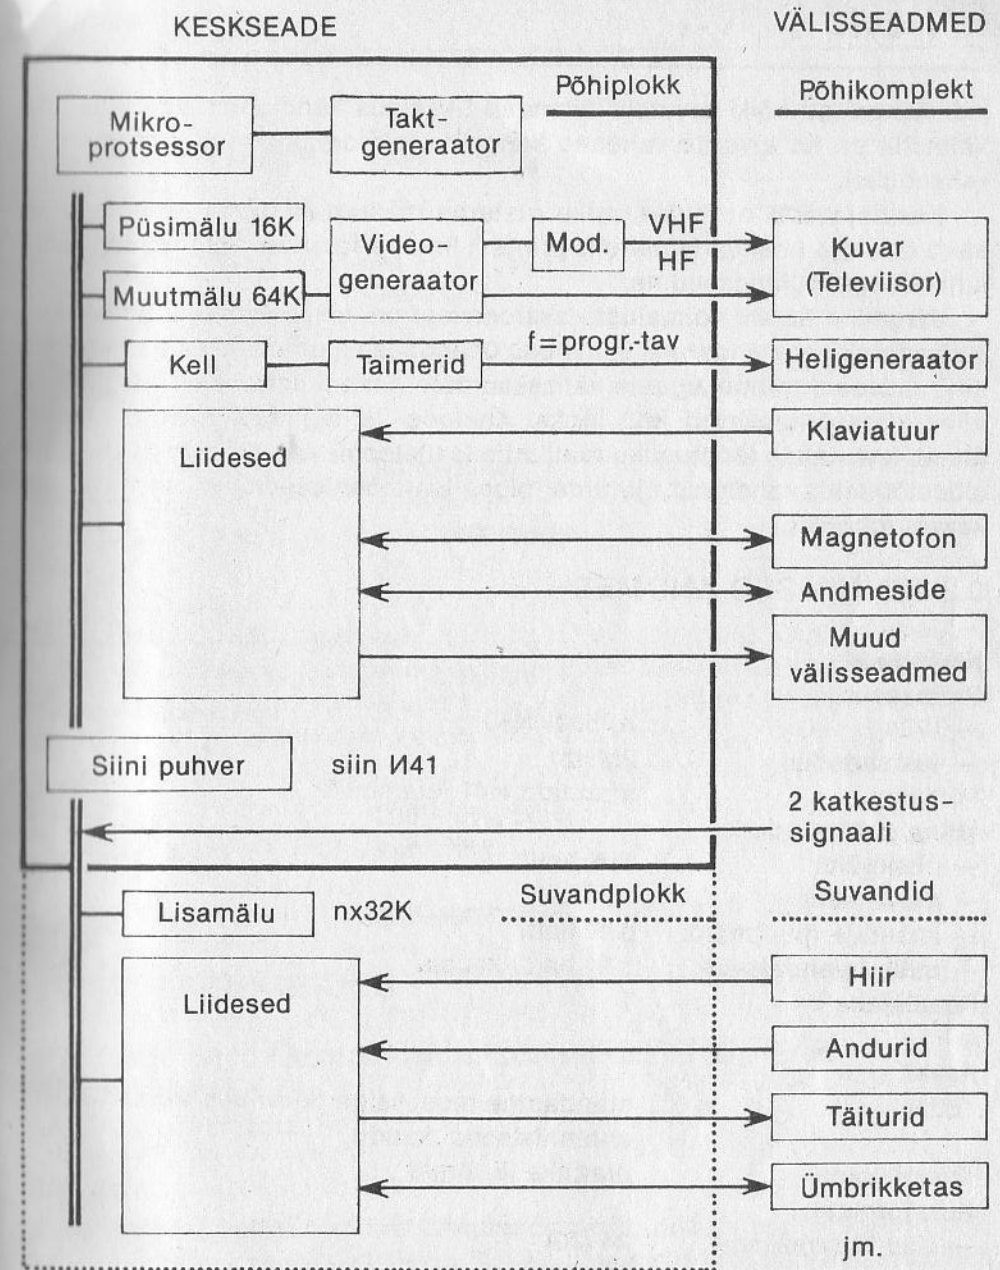 KESKSEADE
VÄLISSEADMED
Põhiplokk
Põhikomplekt
Mikro-
protsessor
Takt-
generaator
Püsimälu 16K
Muutmälu 64K
Video-
generaator
Mod.
VHF
HF
Kuvar
(Televiisor)
Kell
Taimerid
f=progr.-tav
Heligeneraator
Liidesed
Klaviatuur
Magnetofon
Andmeside
Muud
välisseadmed
Siini puhver
siin И41
2 katkestus-
signaali
Lisamälu
nx32K
Suvandplokk
Suvandid
Liidesed
Hiir
Andurid
Täiturid
Ümbrikketas
jm.